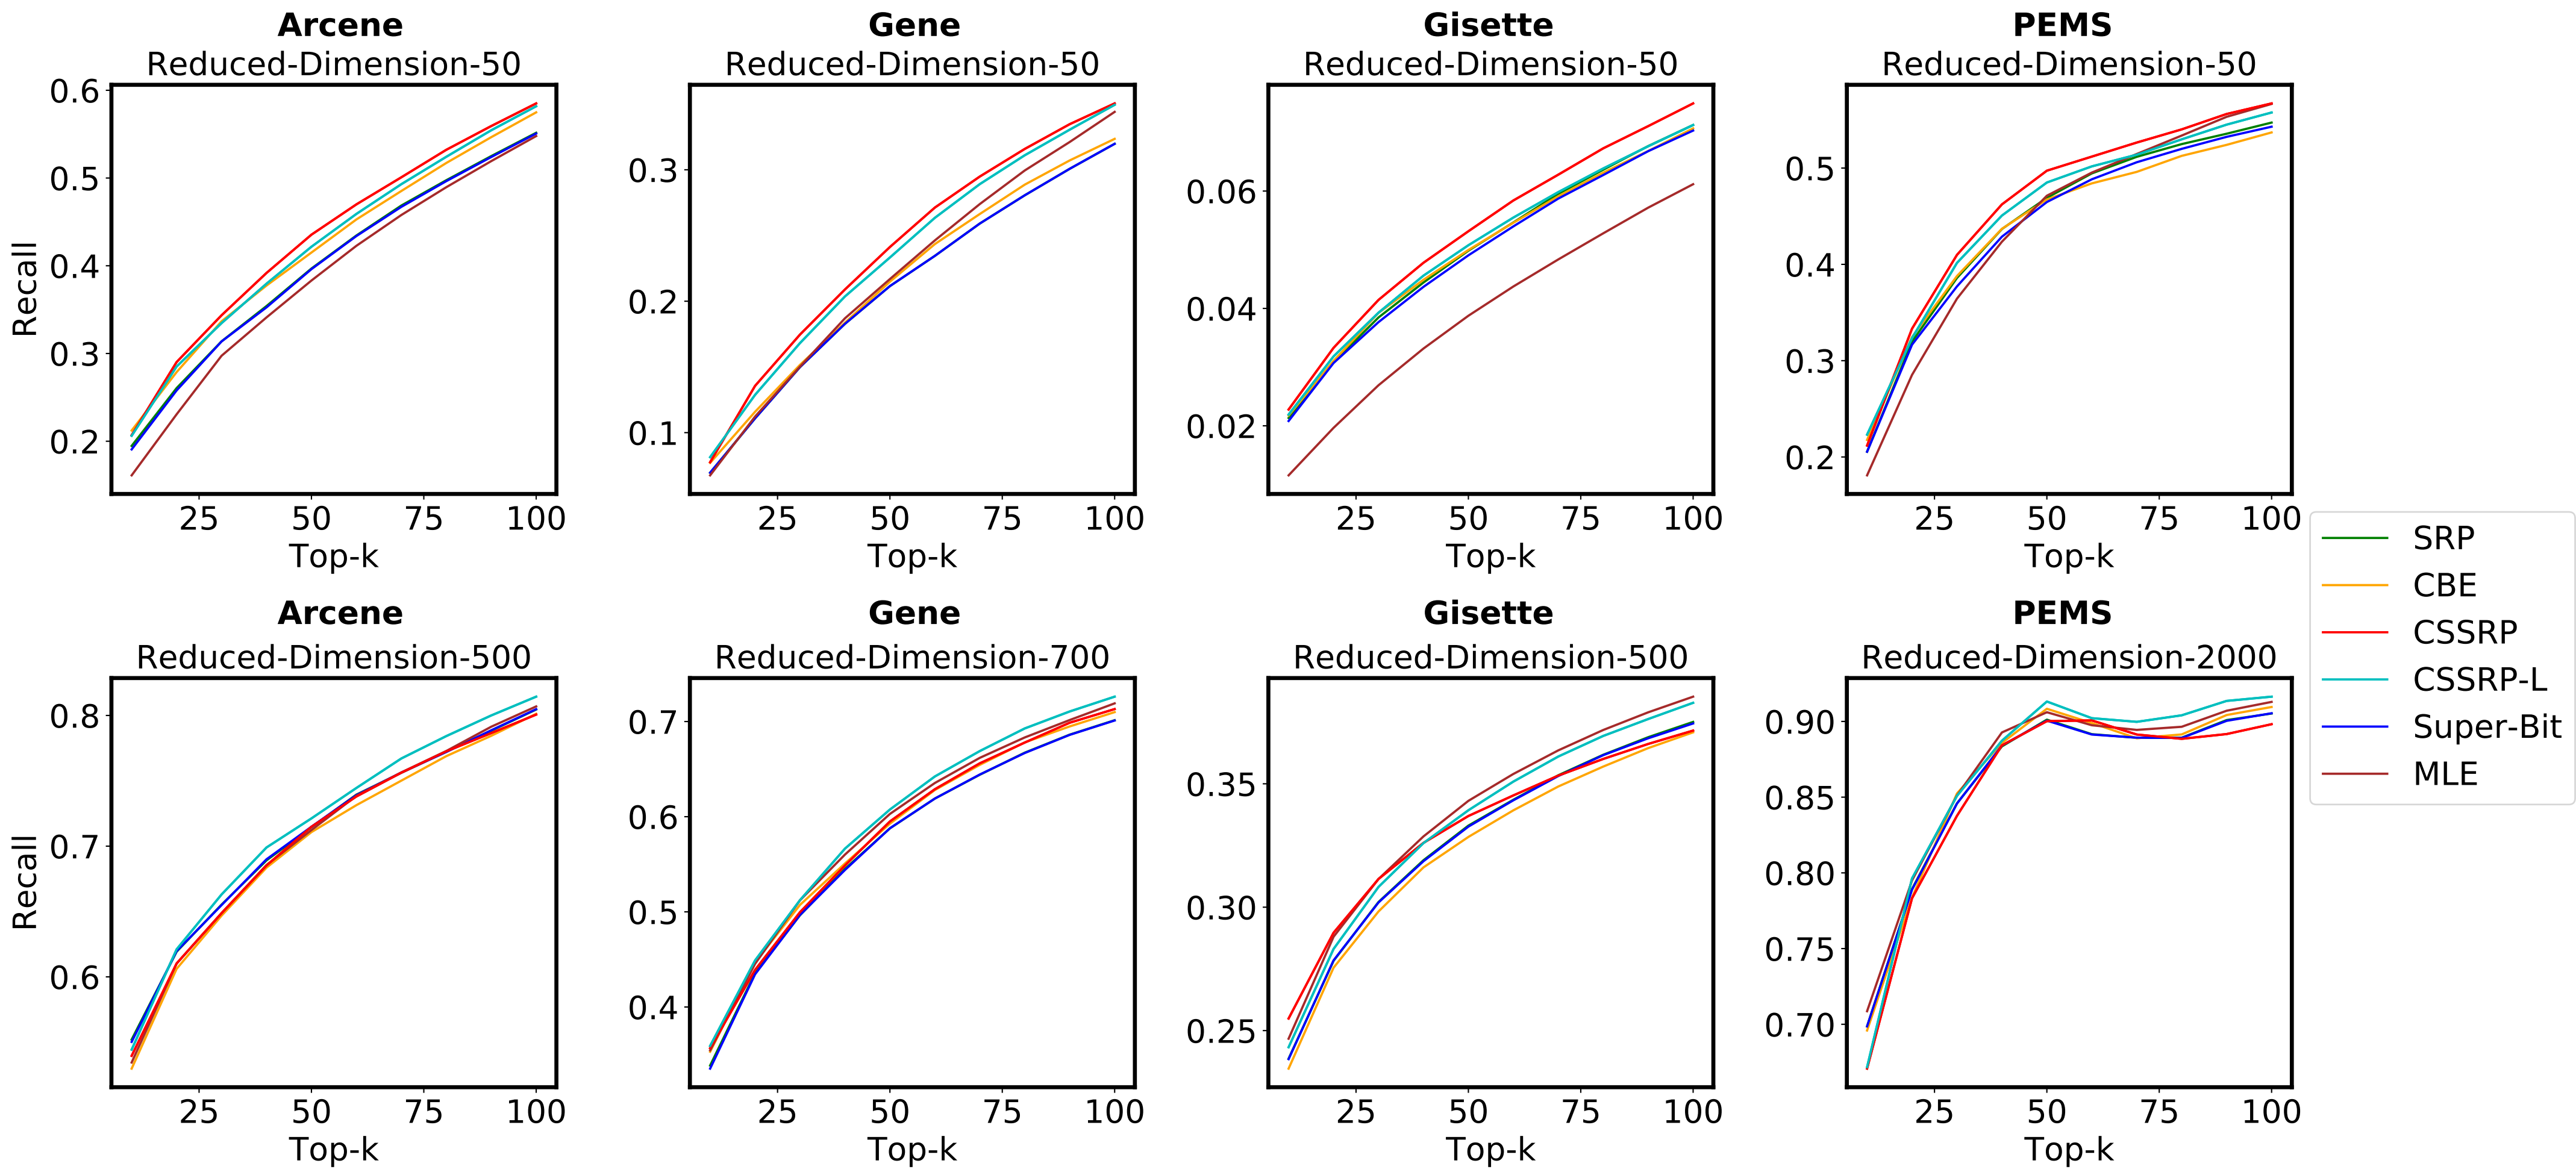 Arcene
Reduced-Dimension-50
0.6
0.5
0.4
0.3
0.2
Recall
25 50 75 100
Top-k
Gene
Reduced-Dimension-50
0.3
0.2
0.1
25 50 75 100
Top-k
Gisette
Reduced-Dimension-50
0.06
0.04
0.02
25 50 75 100
Top-k
PEMS
Reduced-Dimension-50
0.5
0.4
0.3
0.2
25 50 75 100
Top-k
Arcene
Reduced-Dimension-500
0.8
0.7
0.6
Recall
25 50 75 100
Top-k
Gene
Reduced-Dimension-700
0.7
0.6
0.5
0.4
25 50 75 100
Top-k
Gisette
Reduced-Dimension-500
0.35
0.30
0.25
25 50 75 100
Top-k
PEMS
Reduced-Dimension-2000
0.90
0.85
0.80
0.75
0.70
25 50 75 100
Top-k
SRP
CBE
CSSRP
CSSRP-L
Super-Bit
MLE